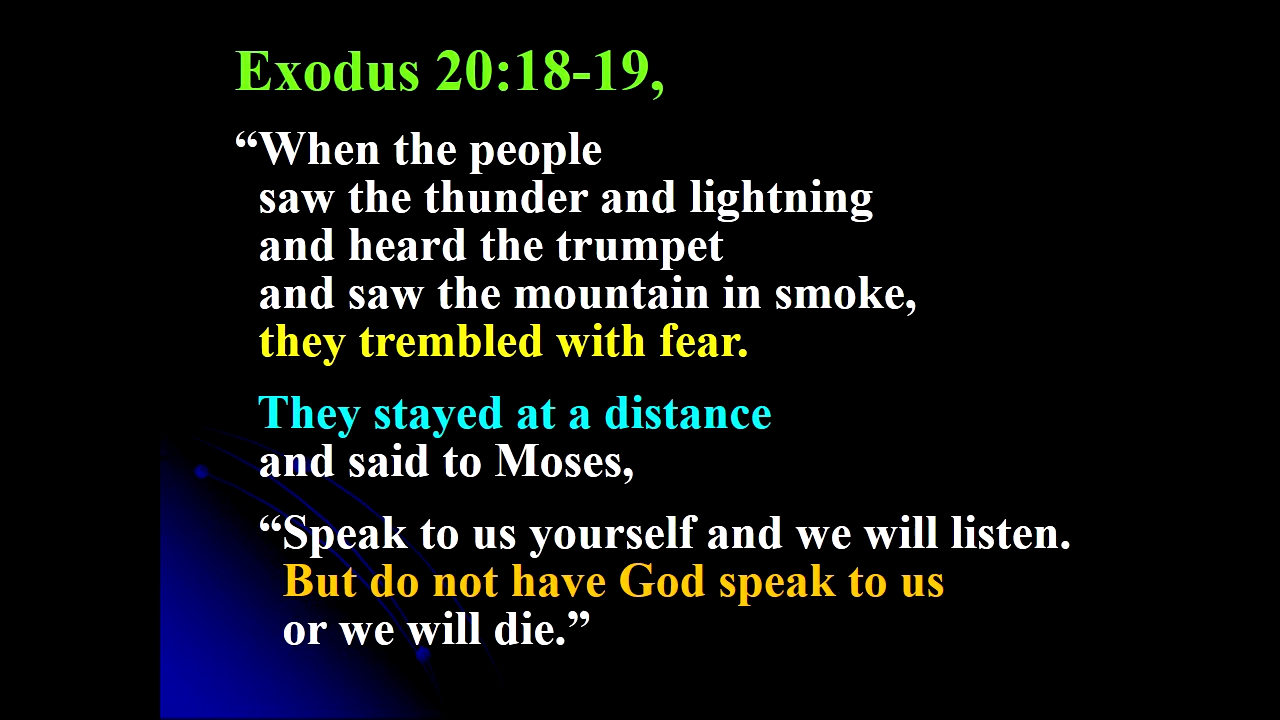 Exodus 20:18-19,
“When the people
saw the thunder and lightning
and heard the trumpet
and saw the mountain in smoke,
they trembled with fear.
They stayed at a distance
and said to Moses,
“Speak to us yourself and we will listen.
But do not have God speak to us
or we will die.”